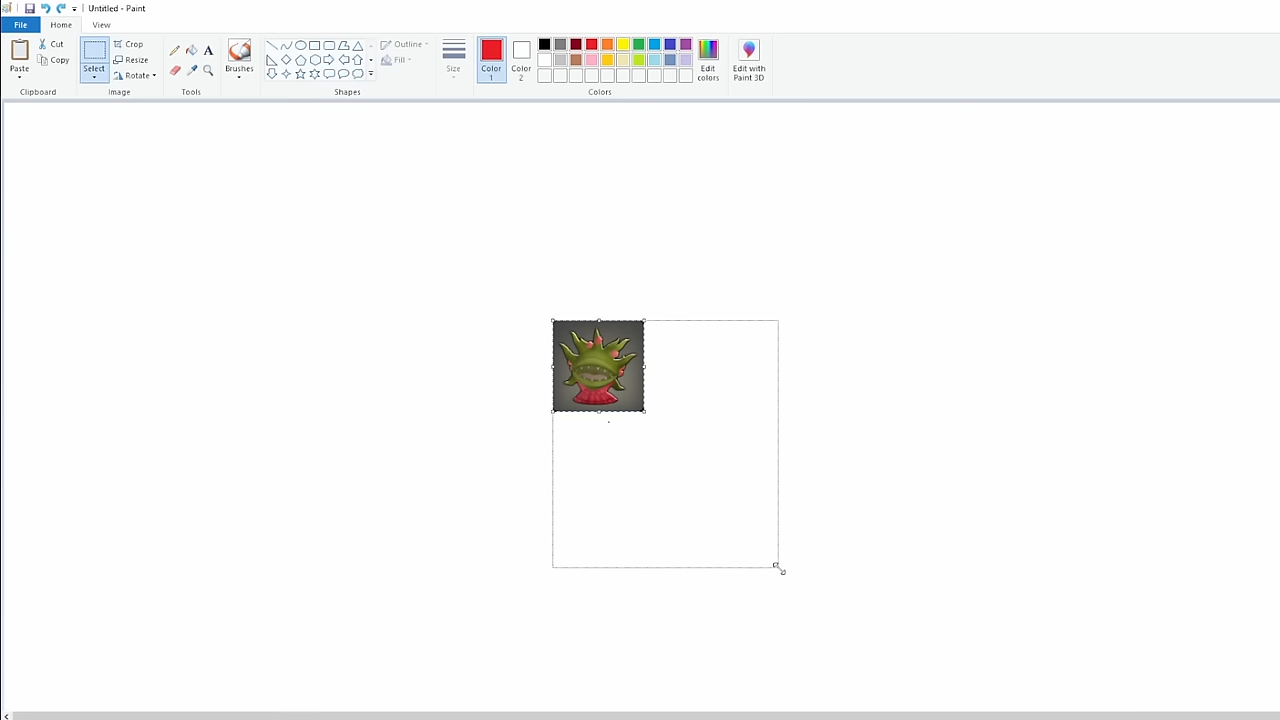 Untitled - Paint
File
Home
View
Paste
Cut
Copy
Clipboard
Select
Crop
Resize
Rotate
Image
A
Tools
Brushes
Outline
Fill
Shapes
Size
Color 1
Color 2
Edit colors
Colors
Edit with Paint 3D